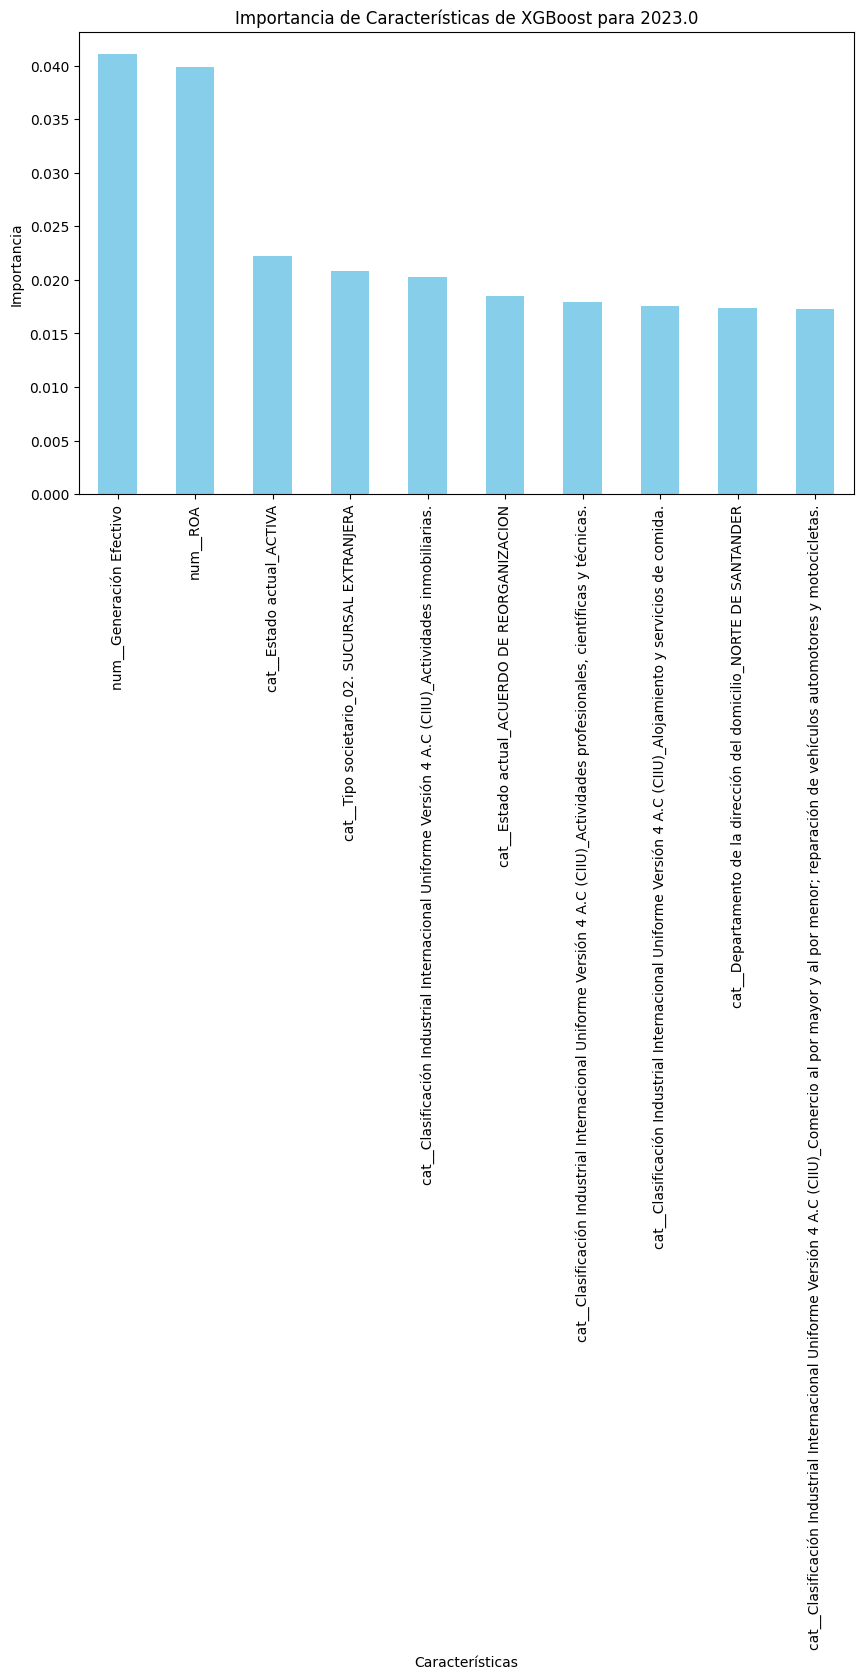 Importancia de Características de XGBoost para 2023.0
Importancia
0.040
0.035
0.030
0.025
0.020
0.015
0.010
0.005
0.000
num__Generación Efectivo
num__ROA
cat__Estado actual_ACTIVA
cat__Tipo societario_02. SUCURSAL EXTRANJERA
cat__Clasificación Industrial Internacional Uniforme Versión 4 A.C (CIIU)_Actividades inmobiliarias.
cat__Estado actual_ACUERDO DE REORGANIZACION
cat__Clasificación Industrial Internacional Uniforme Versión 4 A.C (CIIU)_Actividades profesionales, científicas y técnicas.
cat__Clasificación Industrial Internacional Uniforme Versión 4 A.C (CIIU)_Alojamiento y servicios de comida.
cat__Departamento de la dirección del domicilio_NORTE DE SANTANDER
cat__Clasificación Industrial Internacional Uniforme Versión 4 A.C (CIIU)_Comercio al por mayor y al por menor; reparación de vehículos automotores y motocicletas.
Características